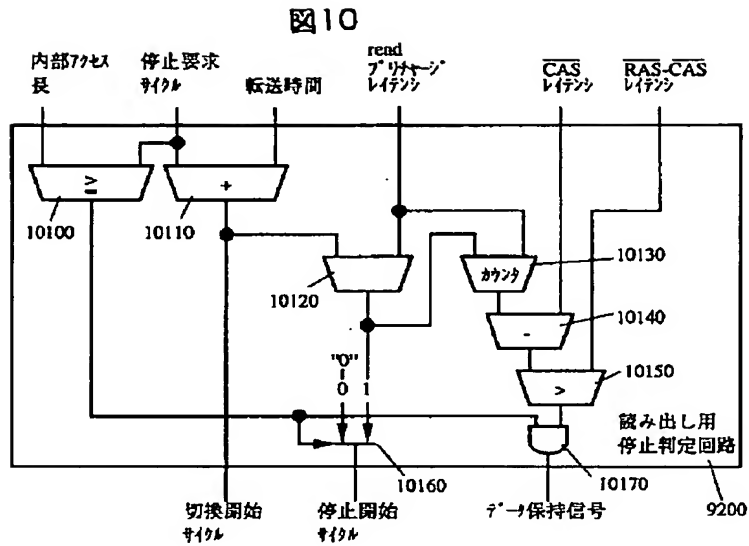 図10
内部アクセス
長
停止要求
サイクル
転送時間
read
プリチャージ
レイテンシ
CAS
レイテンシ
RAS-CAS
レイテンシ
≧
10100
+
10110
10120
カウンタ
10130
-
10140
>
10150
"0"
0
1
10160
10170
読み出し用
停止判定回路
9200
切換開始
サイクル
停止開始
サイクル
データ保持信号